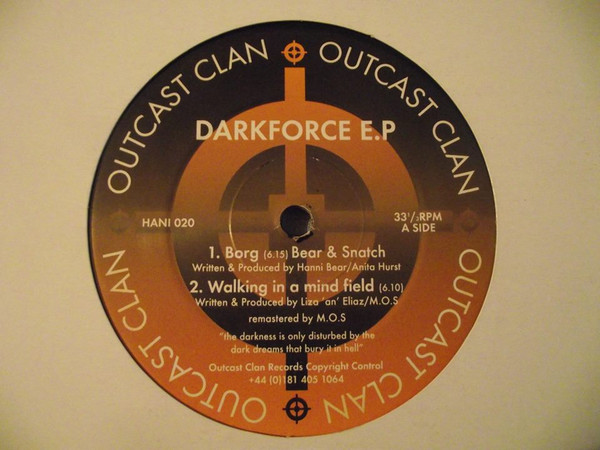 OUTCAST CLAN
OUTCAST CLAN
DARKFORCE E.P
HANI 020
33⅓RPM
A SIDE
1. Borg (6.15) Bear & Snatch
Written & Produced by Hanni Bear/Anita Hurst
2. Walking in a mind field (6.10)
Written & Produced by Liza 'an' Eliaz/M.O.S
remastered by M.O.S
"the darkness is only disturbed by the
dark dreams that bury it in hell"
Outcast Clan Records Copyright Control
+44 (0)181 405 1064
OUTCAST CLAN
OUTCAST CLAN